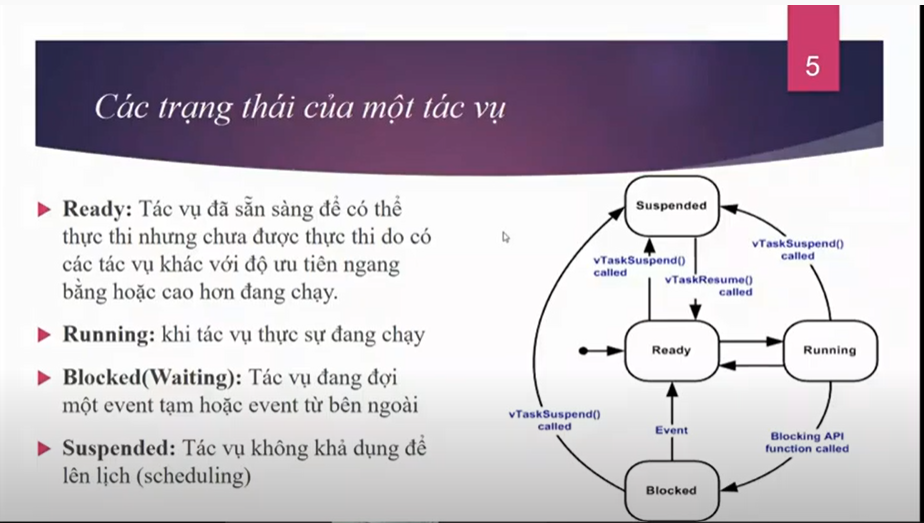 5
Các trạng thái của một tác vụ
Ready: Tác vụ đã sẵn sàng để có thể
thực thi nhưng chưa được thực thi do có
các tác vụ khác với độ ưu tiên ngang
bằng hoặc cao hơn đang chạy.
Running: khi tác vụ thực sự đang chạy
Blocked(Waiting): Tác vụ đang đợi
một event tạm hoặc event từ bên ngoài
Suspended: Tác vụ không khả dụng để
lên lịch (scheduling)
Suspended
vTaskSuspend()
called
vTaskSuspend()
called
vTaskResume()
called
Ready
Running
vTaskSuspend()
called
Event
Blocking API
function called
Blocked